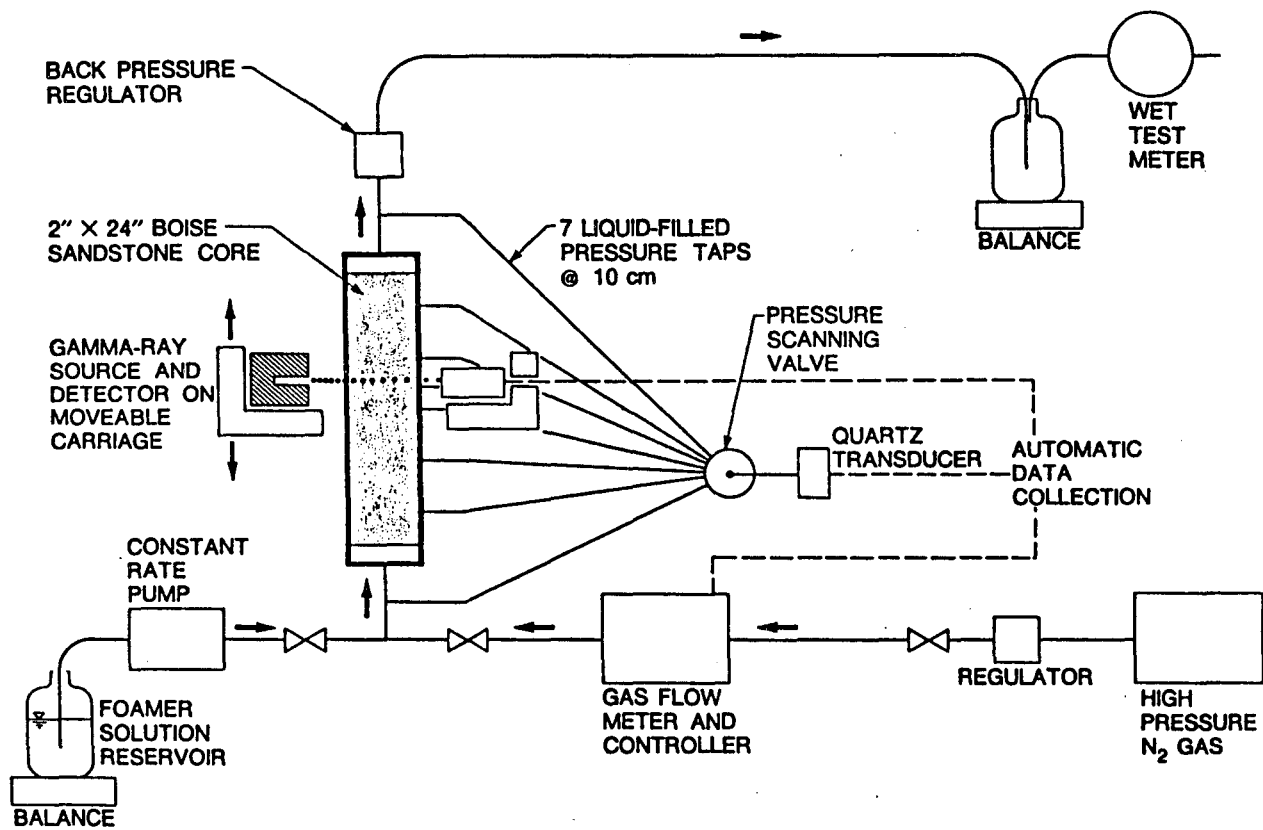 BACK PRESSURE
REGULATOR
WET
TEST
METER
BALANCE
2" × 24" BOISE
SANDSTONE CORE
7 LIQUID-FILLED
PRESSURE TAPS
@ 10 cm
PRESSURE
SCANNING
VALVE
GAMMA-RAY
SOURCE AND
DETECTOR ON
MOVEABLE
CARRIAGE
QUARTZ
TRANSDUCER
AUTOMATIC
DATA
COLLECTION
CONSTANT
RATE
PUMP
FOAMER
SOLUTION
RESERVOIR
BALANCE
GAS FLOW
METER AND
CONTROLLER
REGULATOR
HIGH
PRESSURE
N₂ GAS